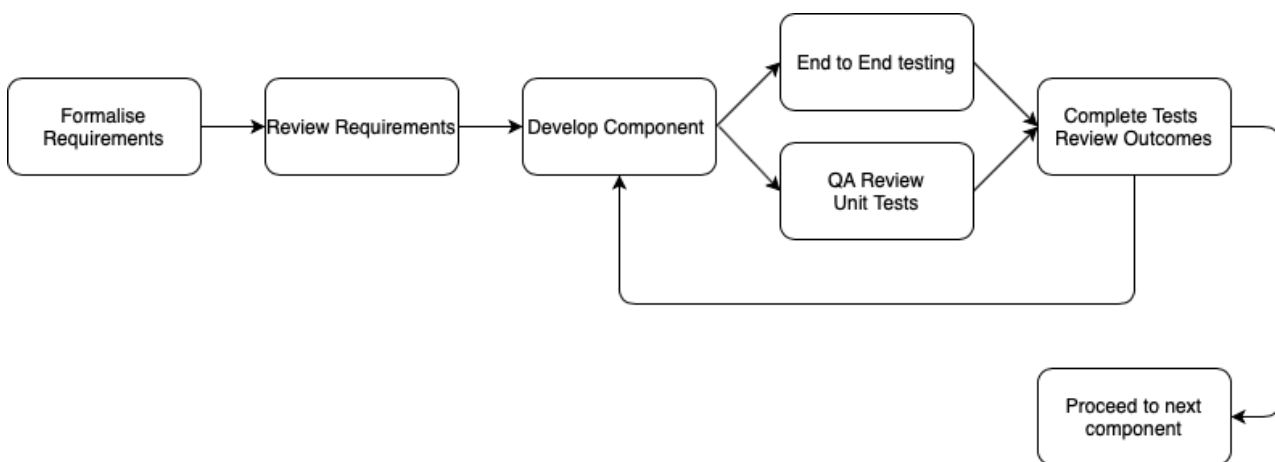 Formalise
Requirements
Review Requirements
Develop Component
End to End testing
QA Review
Unit Tests
Complete Tests
Review Outcomes
Proceed to next
component